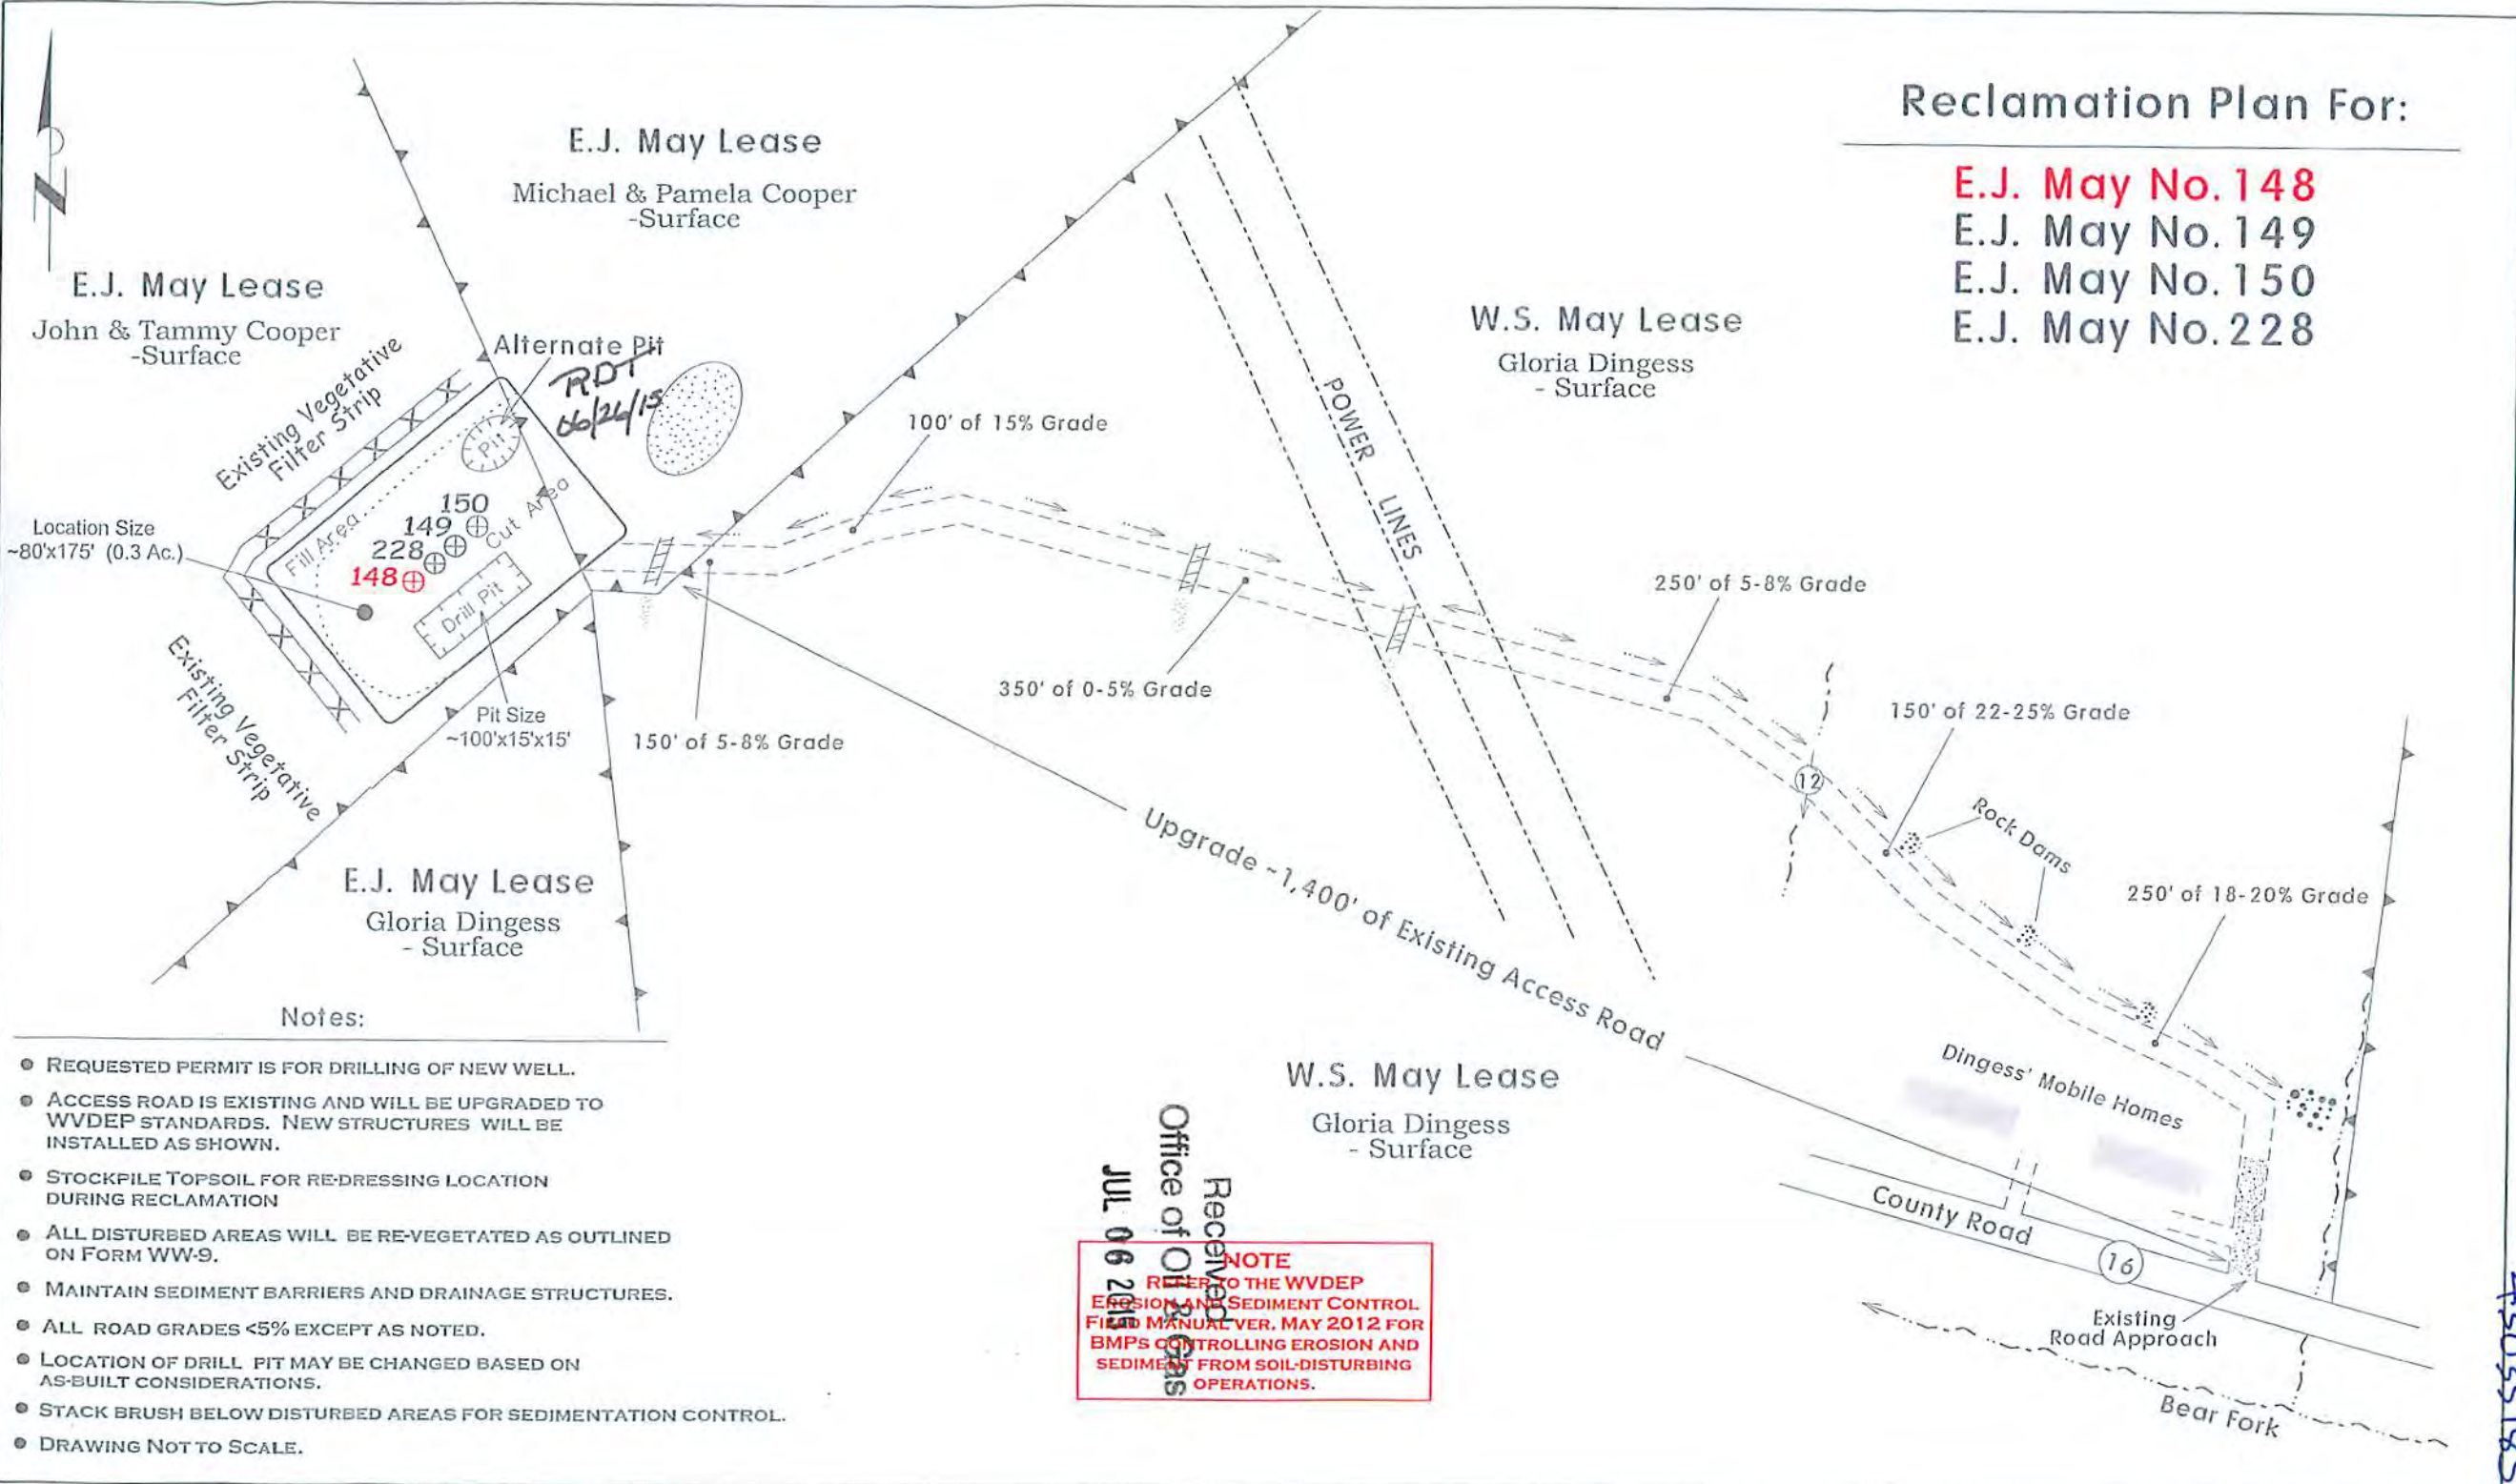 Reclamation Plan For:
E.J. May No. 148
E.J. May No. 149
E.J. May No. 150
E.J. May No. 228
N
E.J. May Lease
Michael & Pamela Cooper
-Surface
E.J. May Lease
John & Tammy Cooper
-Surface
W.S. May Lease
Gloria Dingess
- Surface
Alternate Pit
RDT
06/26/15
Existing Vegetative
Filter Strip
Pit
150
149
228
148
Fill Area
Cut Area
Drill Pit
Location Size
~80'x175' (0.3 Ac.)
Pit Size
~100'x15'x15'
Existing Vegetative
Filter Strip
100' of 15% Grade
150' of 5-8% Grade
350' of 0-5% Grade
POWER LINES
250' of 5-8% Grade
12
150' of 22-25% Grade
Rock Dams
250' of 18-20% Grade
Upgrade ~1,400' of Existing Access Road
E.J. May Lease
Gloria Dingess
- Surface
W.S. May Lease
Gloria Dingess
- Surface
Dingess' Mobile Homes
County Road
16
Existing
Road Approach
Bear Fork
Notes:
REQUESTED PERMIT IS FOR DRILLING OF NEW WELL.
ACCESS ROAD IS EXISTING AND WILL BE UPGRADED TO
WVDEP STANDARDS. NEW STRUCTURES WILL BE
INSTALLED AS SHOWN.
STOCKPILE TOPSOIL FOR RE-DRESSING LOCATION
DURING RECLAMATION
ALL DISTURBED AREAS WILL BE RE-VEGETATED AS OUTLINED
ON FORM WW-9.
MAINTAIN SEDIMENT BARRIERS AND DRAINAGE STRUCTURES.
ALL ROAD GRADES <5% EXCEPT AS NOTED.
LOCATION OF DRILL PIT MAY BE CHANGED BASED ON
AS-BUILT CONSIDERATIONS.
STACK BRUSH BELOW DISTURBED AREAS FOR SEDIMENTATION CONTROL.
DRAWING NOT TO SCALE.
Received
Office of Oil & Gas
JUL 06 2015
NOTE
REFER TO THE WVDEP
EROSION AND SEDIMENT CONTROL
FIELD MANUAL VER. MAY 2012 FOR
BMPS CONTROLLING EROSION AND
SEDIMENT FROM SOIL-DISTURBING
OPERATIONS.